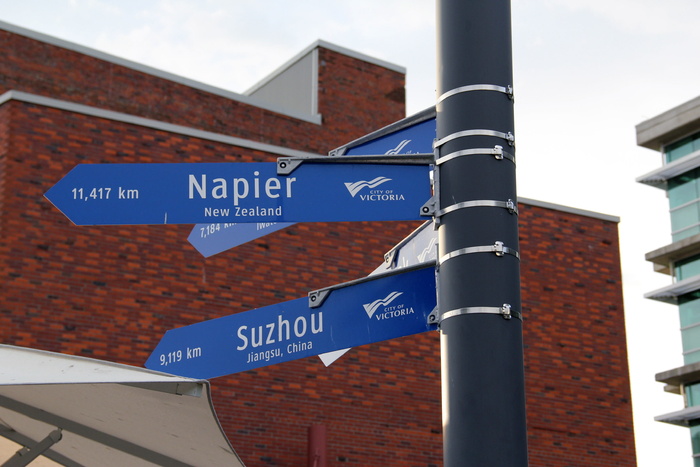 11,417 km
Napier
New Zealand
CITY OF
VICTORIA
7,184 km
9,119 km
Suzhou
Jiangsu, China
CITY OF
VICTORIA